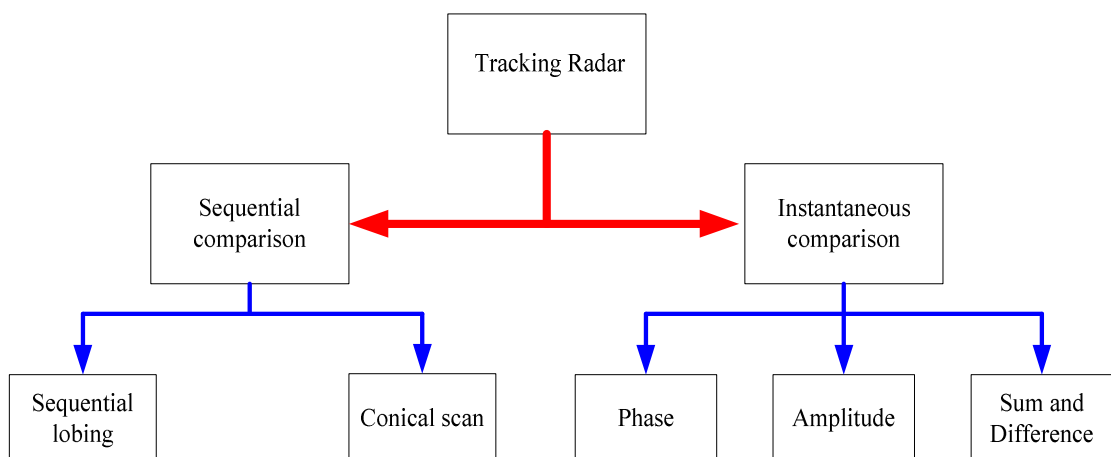 Tracking Radar
Sequential
comparison
Instantaneous
comparison
Sequential
lobing
Conical scan
Phase
Amplitude
Sum and
Difference